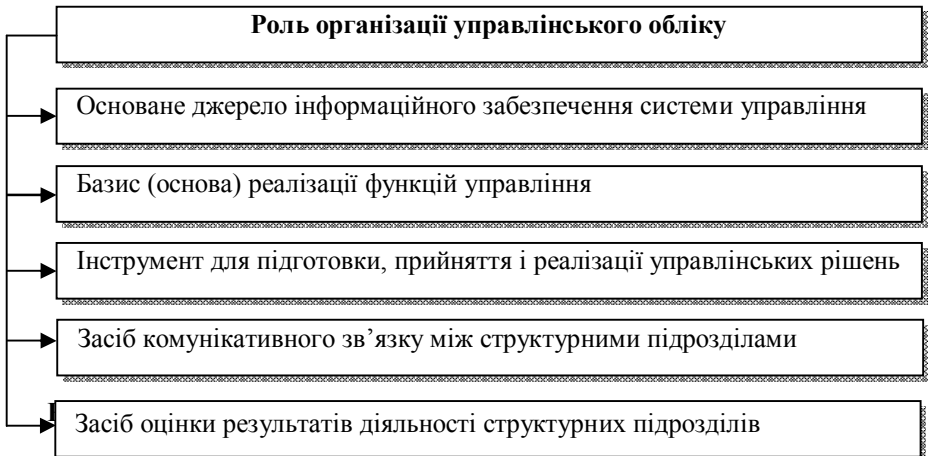 Роль організації управлінського обліку
Основане джерело інформаційного забезпечення системи управління
Базис (основа) реалізації функцій управління
Інструмент для підготовки, прийняття і реалізації управлінських рішень
Засіб комунікативного зв’язку між структурними підрозділами
Засіб оцінки результатів діяльності структурних підрозділів